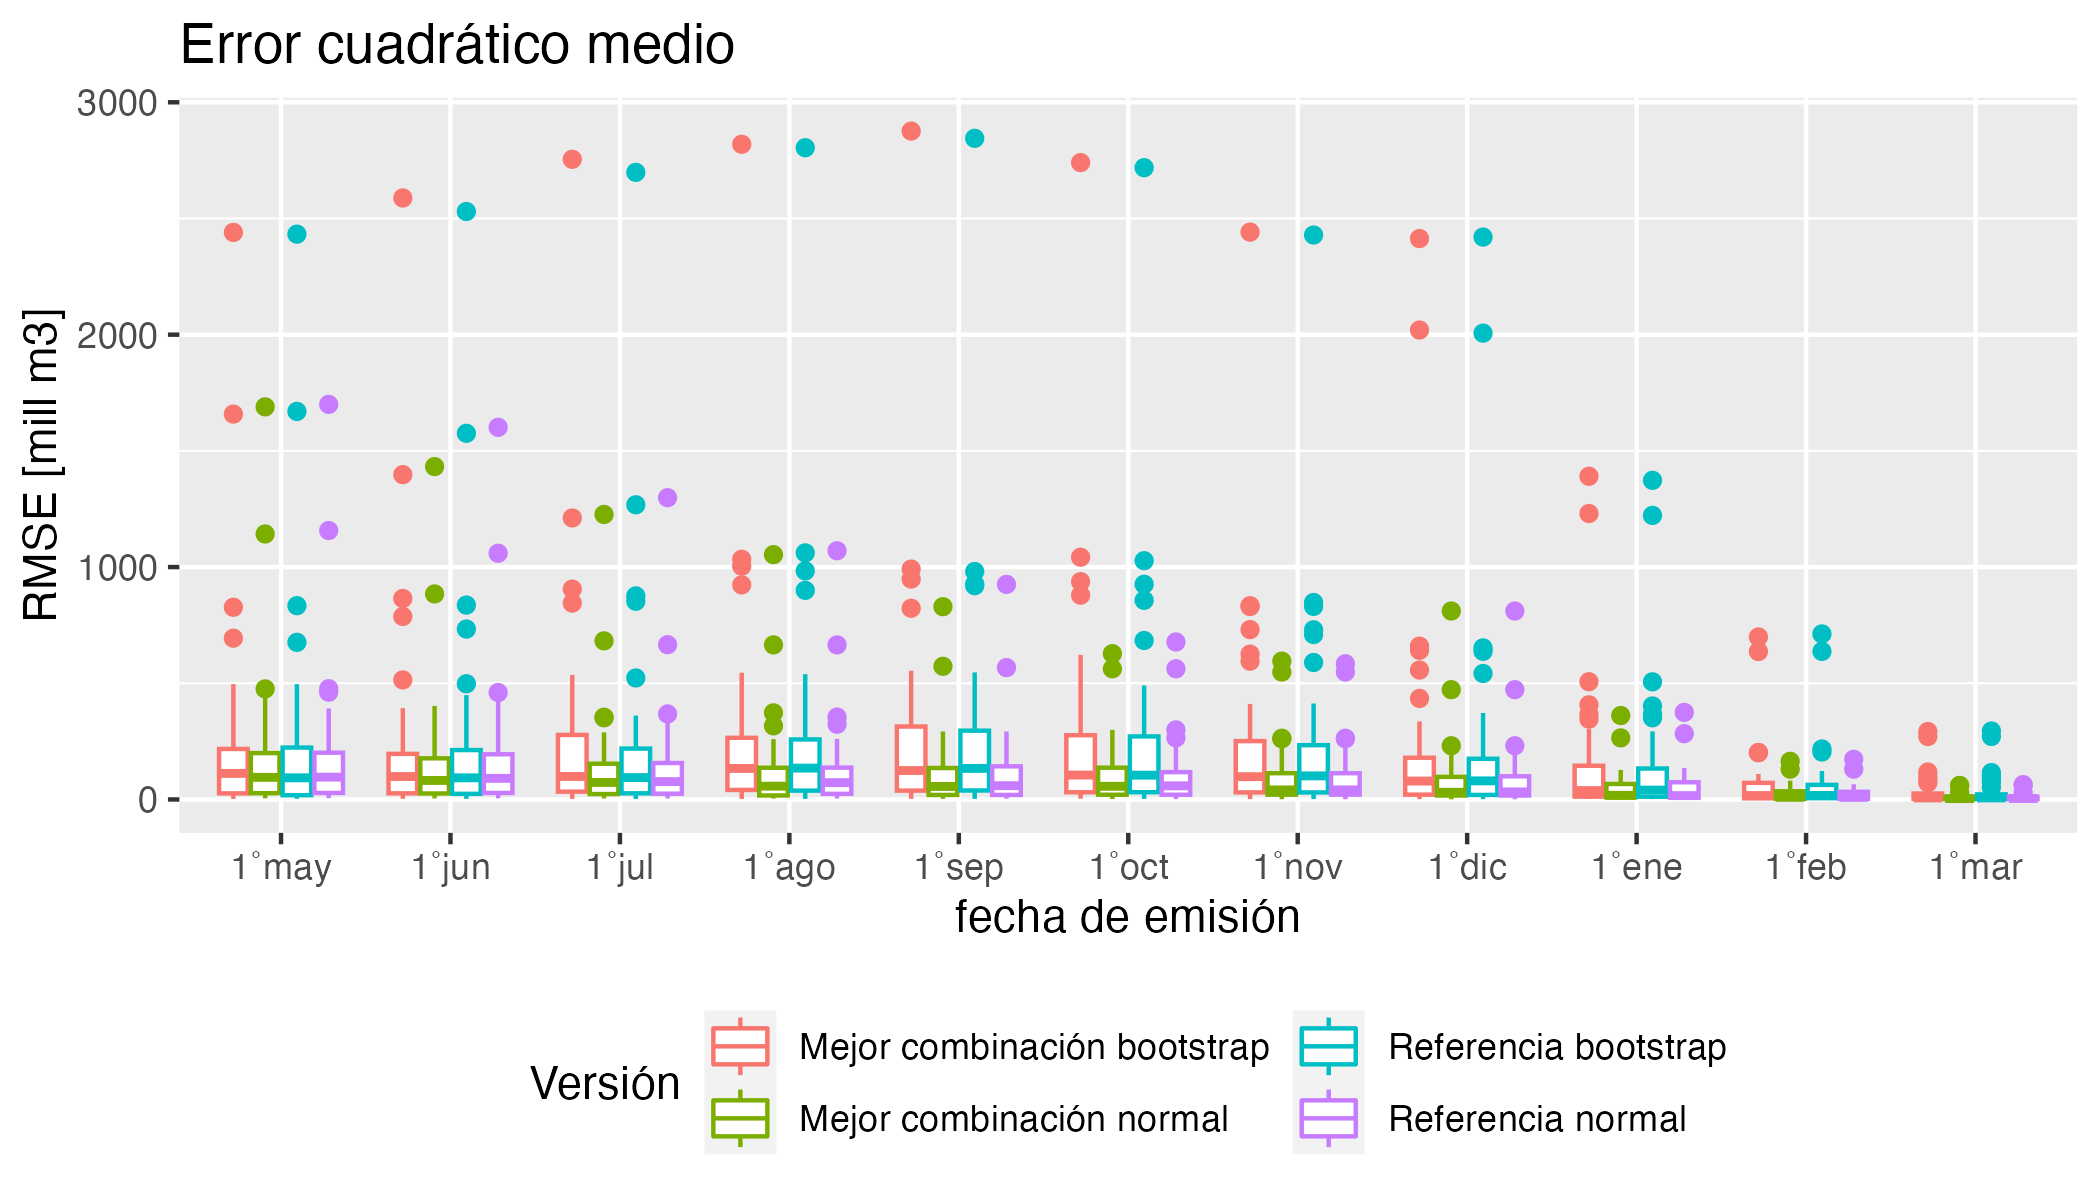 Error cuadrático medio
RMSE [mill m3]
3000
2000
1000
0
1°may 1°jun 1°jul 1°ago 1°sep 1°oct 1°nov 1°dic 1°ene 1°feb 1°mar
fecha de emisión
Versión
Mejor combinación bootstrap
Mejor combinación normal
Referencia bootstrap
Referencia normal